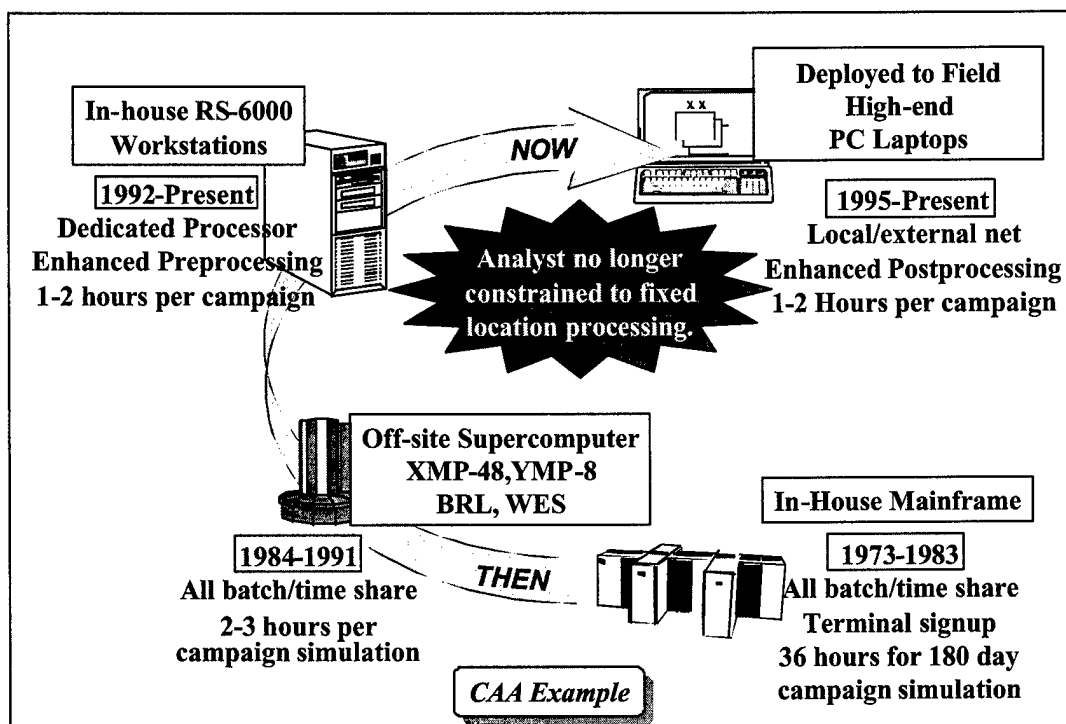 In-house RS-6000
Workstations
1992-Present
Dedicated Processor
Enhanced Preprocessing
1-2 hours per campaign
NOW
X X
Deployed to Field
High-end
PC Laptops
1995-Present
Local/external net
Enhanced Postprocessing
1-2 Hours per campaign
Analyst no longer
constrained to fixed
location processing.
Off-site Supercomputer
XMP-48,YMP-8
BRL, WES
1984-1991
All batch/time share
2-3 hours per
campaign simulation
THEN
In-House Mainframe
1973-1983
All batch/time share
Terminal signup
36 hours for 180 day
campaign simulation
CAA Example